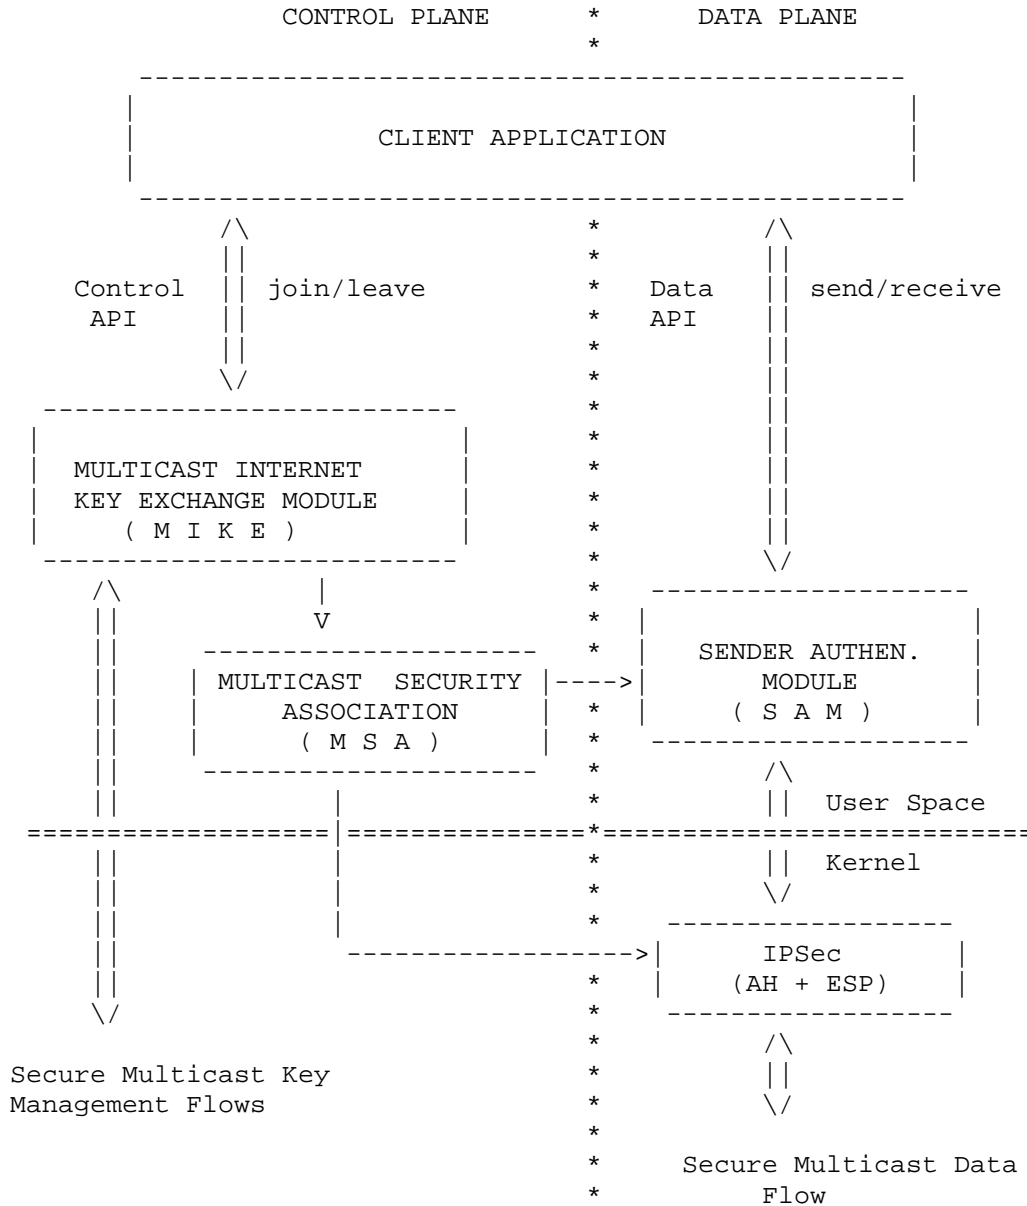 CONTROL PLANE * DATA PLANE
CLIENT APPLICATION
Control join/leave
API
Data send/receive
API
MULTICAST INTERNET
KEY EXCHANGE MODULE
( M I K E )
MULTICAST SECURITY
ASSOCIATION
( M S A )
SENDER AUTHEN.
MODULE
( S A M )
User Space
Kernel
IPSec
(AH + ESP)
Secure Multicast Key
Management Flows
Secure Multicast Data
Flow